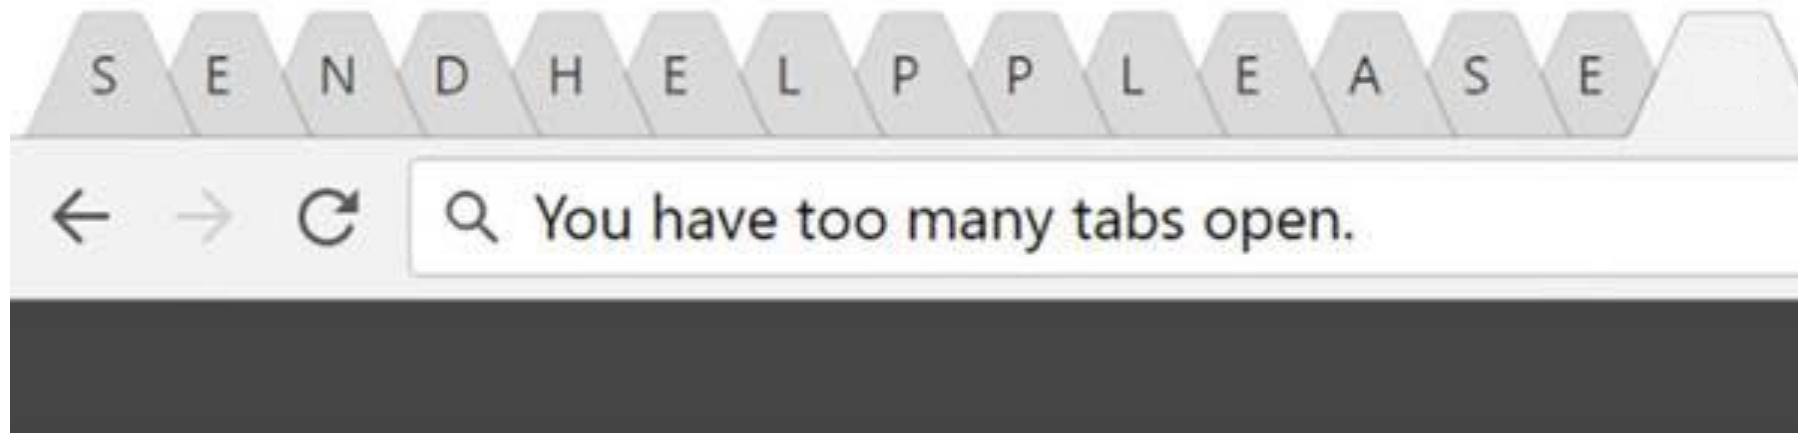 S E N D H E L P P L E A S E
You have too many tabs open.